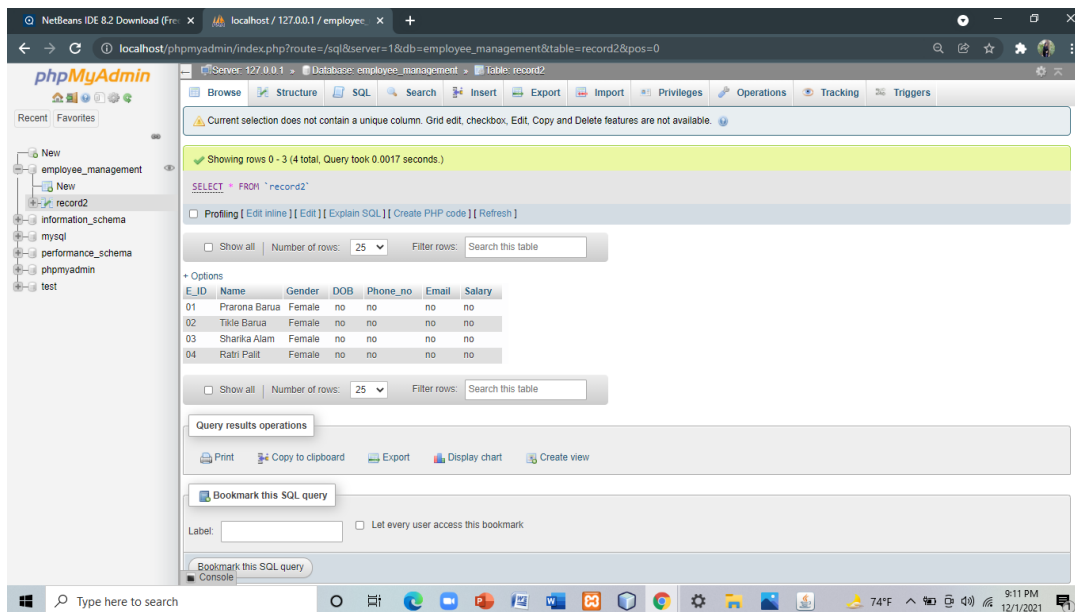 NetBeans IDE 8.2 Download (Fre
localhost / 127.0.0.1 / employee_
localhost/phpmyadmin/index.php?route=/sql&server=1&db=employee_management&table=record2&pos=0
phpMyAdmin
Recent Favorites
New
employee_management
New
record2
information_schema
mysql
performance_schema
phpmyadmin
test
Server: 127.0.0.1 » Database: employee_management » Table: record2
Browse Structure SQL Search Insert Export Import Privileges Operations Tracking Triggers
Current selection does not contain a unique column. Grid edit, checkbox, Edit, Copy and Delete features are not available.
Showing rows 0 - 3 (4 total, Query took 0.0017 seconds.)
SELECT * FROM `record2`
Profiling [ Edit inline ] [ Edit ] [ Explain SQL ] [ Create PHP code ] [ Refresh ]
Show all | Number of rows: 25 Filter rows: Search this table
+ Options
E_ID Name Gender DOB Phone_no Email Salary
01 Prarona Barua Female no no no no
02 Tikle Barua Female no no no no
03 Sharika Alam Female no no no no
04 Ratri Palit Female no no no no
Show all | Number of rows: 25 Filter rows: Search this table
Query results operations
Print Copy to clipboard Export Display chart Create view
Bookmark this SQL query
Label: Let every user access this bookmark
Bookmark this SQL query
Console
Type here to search
74°F
9:11 PM
12/1/2021